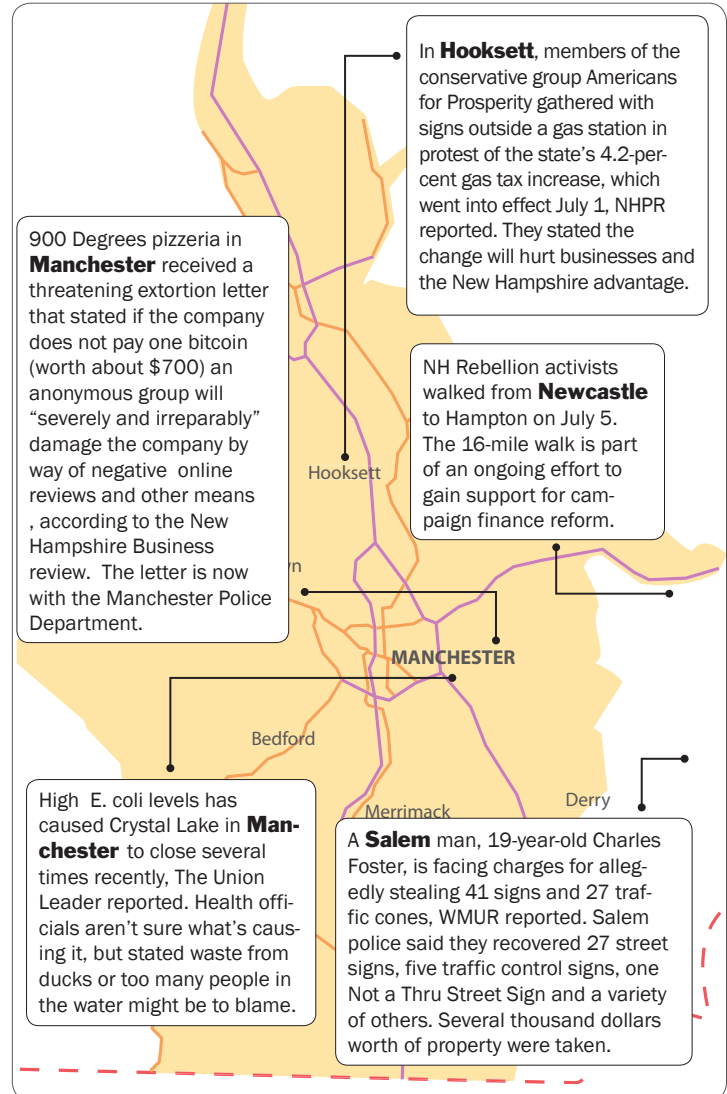 In Hooksett, members of the
conservative group Americans
for Prosperity gathered with
signs outside a gas station in
protest of the state's 4.2-per-
cent gas tax increase, which
went into effect July 1, NHPR
reported. They stated the
change will hurt businesses and
the New Hampshire advantage.
900 Degrees pizzeria in
Manchester received a
threatening extortion letter
that stated if the company
does not pay one bitcoin
(worth about $700) an
anonymous group will
“severely and irreparably”
damage the company by
way of negative online
reviews and other means
, according to the New
Hampshire Business
review. The letter is now
with the Manchester Police
Department.
NH Rebellion activists
walked from Newcastle
to Hampton on July 5.
The 16-mile walk is part
of an ongoing effort to
gain support for cam-
paign finance reform.
Hooksett
vn
MANCHESTER
Bedford
Merrimack
Derry
High E. coli levels has
caused Crystal Lake in Man-
chester to close several
times recently, The Union
Leader reported. Health offi-
cials aren't sure what's caus-
ing it, but stated waste from
ducks or too many people in
the water might be to blame.
A Salem man, 19-year-old Charles
Foster, is facing charges for alleg-
edly stealing 41 signs and 27 traf-
fic cones, WMUR reported. Salem
police said they recovered 27 street
signs, five traffic control signs, one
Not a Thru Street Sign and a variety
of others. Several thousand dollars
worth of property were taken.